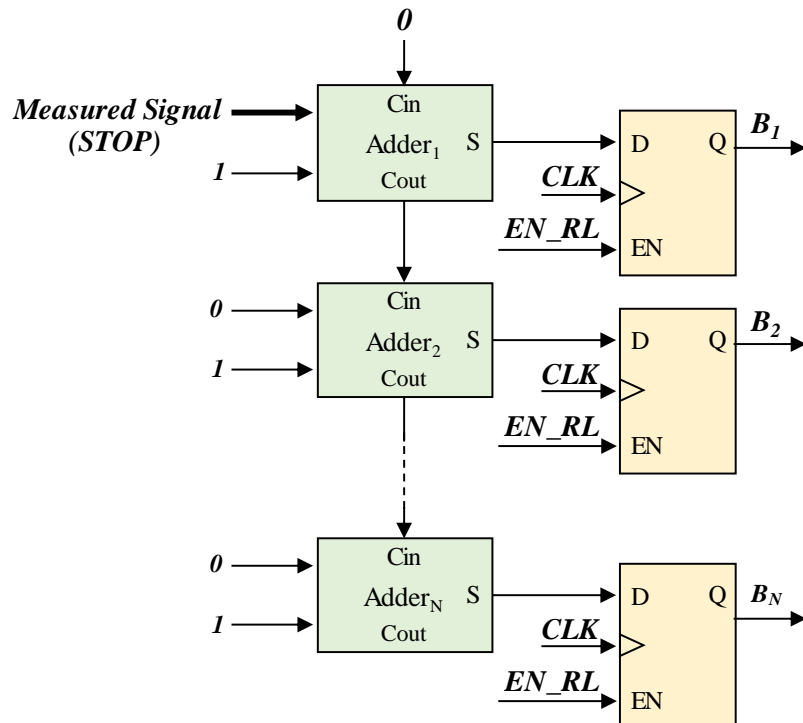 0
Measured Signal
(STOP)
1
Cin
Adder1
S
Cout
D
Q
CLK
EN_RL
EN
B1
0
1
Cin
Adder2
S
Cout
D
Q
CLK
EN_RL
EN
B2
0
1
Cin
AdderN
S
Cout
D
Q
CLK
EN_RL
EN
BN